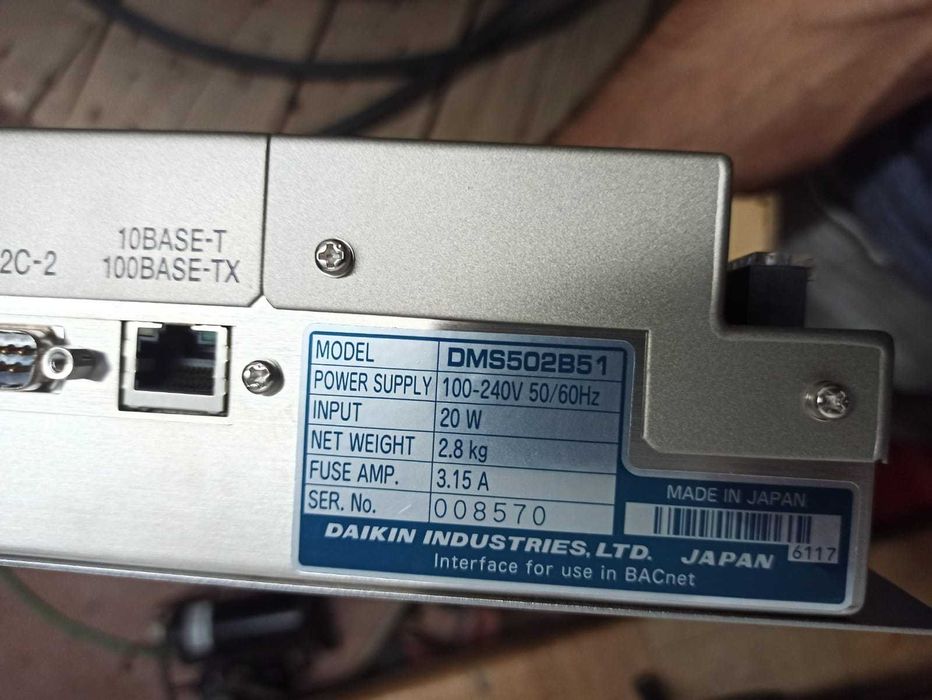 2C-2
10BASE-T
100BASE-TX
MODEL DMS502B51
POWER SUPPLY 100-240V 50/60Hz
INPUT 20 W
NET WEIGHT 2.8 kg
FUSE AMP. 3.15 A
SER. No. 008570
MADE IN JAPAN
6117
DAIKIN INDUSTRIES, LTD. JAPAN
Interface for use in BACnet